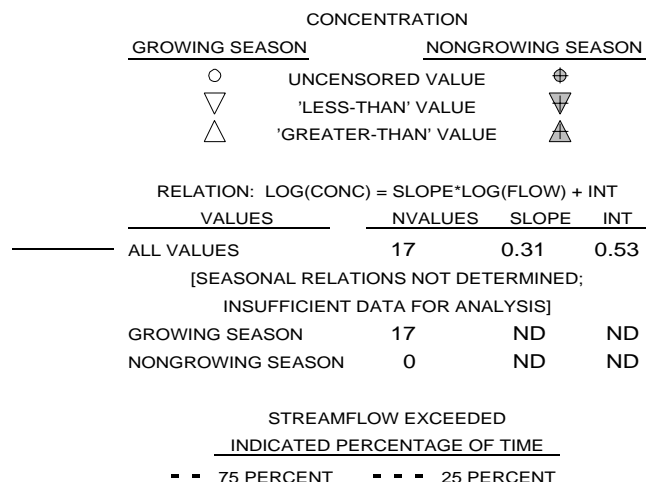 CONCENTRATION
GROWING SEASON NONGROWING SEASON
UNCENSORED VALUE
'LESS-THAN' VALUE
'GREATER-THAN' VALUE
RELATION: LOG(CONC) = SLOPE*LOG(FLOW) + INT
VALUES NVALUES SLOPE INT
ALL VALUES 17 0.31 0.53
[SEASONAL RELATIONS NOT DETERMINED;
INSUFFICIENT DATA FOR ANALYSIS]
GROWING SEASON 17 ND ND
NONGROWING SEASON 0 ND ND
STREAMFLOW EXCEEDED
INDICATED PERCENTAGE OF TIME
75 PERCENT 25 PERCENT